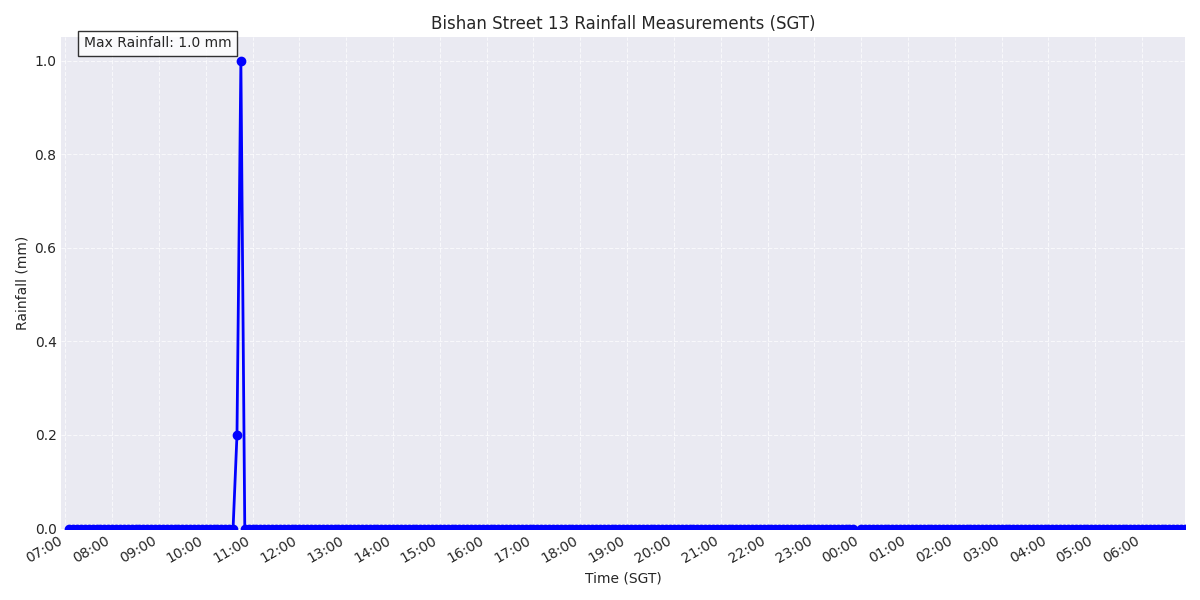 Bishan Street 13 Rainfall Measurements (SGT)
Max Rainfall: 1.0 mm
1.0
0.8
0.6
0.4
0.2
0.0
Rainfall (mm)
07:00 08:00 09:00 10:00 11:00 12:00 13:00 14:00 15:00 16:00 17:00 18:00 19:00 20:00 21:00 22:00 23:00 00:00 01:00 02:00 03:00 04:00 05:00 06:00
Time (SGT)